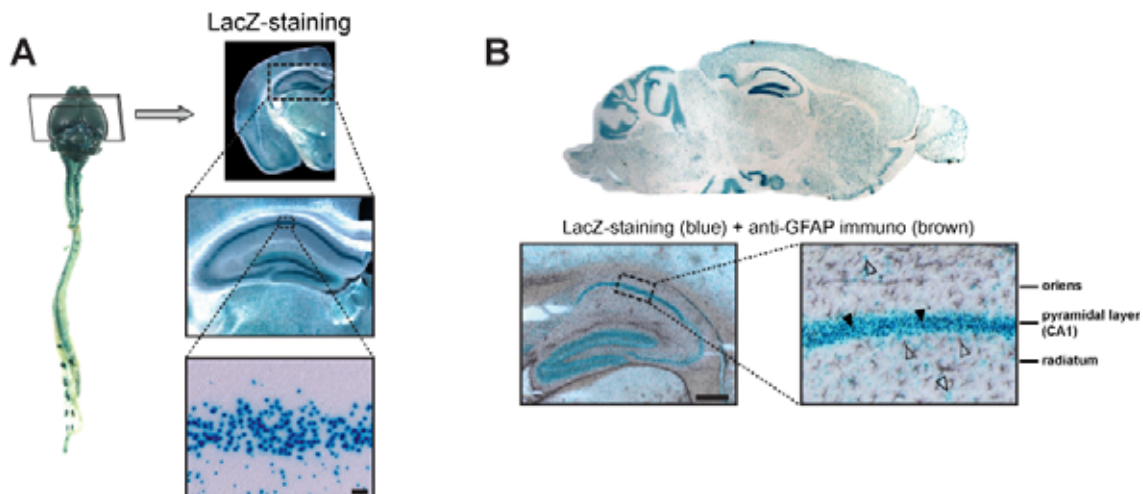 A
LacZ-staining
B
LacZ-staining (blue) + anti-GFAP immuno (brown)
oriens
pyramidal layer
(CA1)
radiatum